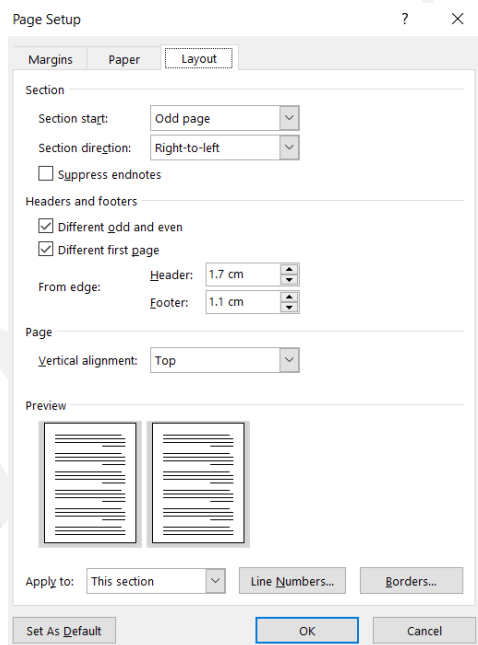 Page Setup ? ×
Margins Paper Layout
Section
Section start: Odd page
Section direction: Right-to-left
Suppress endnotes
Headers and footers
Different odd and even
Different first page
From edge:
Header: 1.7 cm
Footer: 1.1 cm
Page
Vertical alignment: Top
Preview
Apply to: This section Line Numbers... Borders...
Set As Default OK Cancel